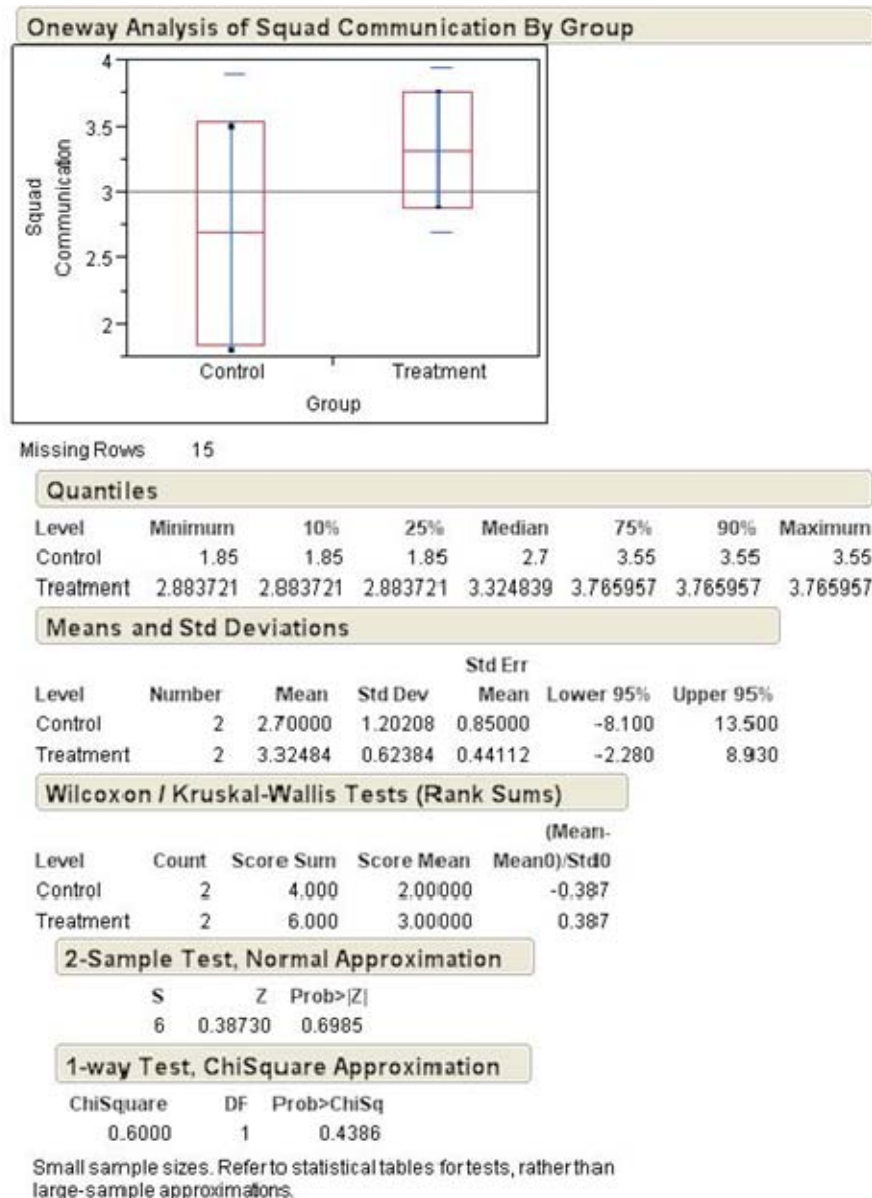 Oneway Analysis of Squad Communication By Group
4
3.5
3
2.5
2
Squad
Communication
Control Treatment
Group
Missing Rows 15
Quantiles
Level Minimum 10% 25% Median 75% 90% Maximum
Control 1.85 1.85 1.85 2.7 3.55 3.55 3.55
Treatment 2.883721 2.883721 2.883721 3.324839 3.765957 3.765957 3.765957
Means and Std Deviations
Std Err
Level Number Mean Std Dev Mean Lower 95% Upper 95%
Control 2 2.70000 1.20208 0.85000 -8.100 13.500
Treatment 2 3.32484 0.62384 0.44112 -2.280 8.930
Wilcoxon / Kruskal-Wallis Tests (Rank Sums)
(Mean-
Level Count Score Sum Score Mean Mean0)/Std0
Control 2 4.000 2.00000 -0.387
Treatment 2 6.000 3.00000 0.387
2-Sample Test, Normal Approximation
S Z Prob>|Z|
6 0.38730 0.6985
1-way Test, ChiSquare Approximation
ChiSquare DF Prob>ChiSq
0.6000 1 0.4386
Small sample sizes. Refer to statistical tables for tests, rather than
large-sample approximations.